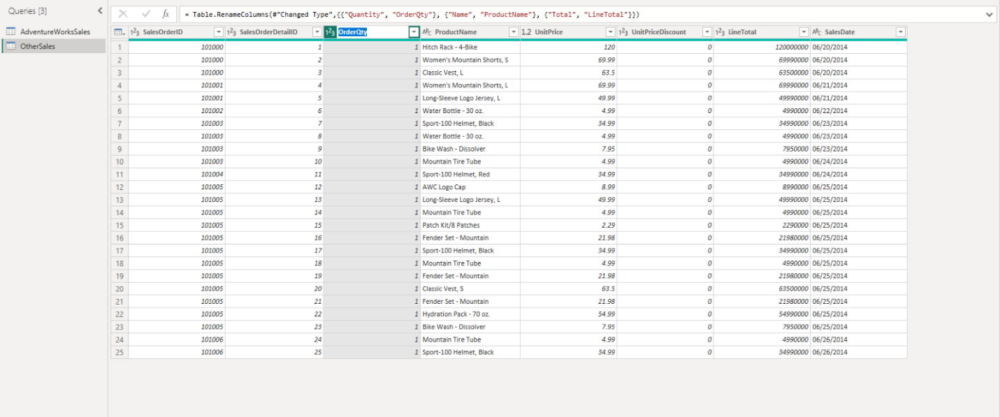 Queries [3]
fx = Table.RenameColumns(#"Changed Type",{{"Quantity", "OrderQty"}, {"Name", "ProductName"}, {"Total", "LineTotal"}})
AdventureWorksSales
OtherSales
1²3 SalesOrderID 1²3 SalesOrderDetailID 1²3 OrderQty ABC ProductName 1.2 UnitPrice 1²3 UnitPriceDiscount 1²3 LineTotal ABC SalesDate
1 101000 1 1 Hitch Rack - 4-Bike 120 0 120000000 06/20/2014
2 101000 2 1 Women's Mountain Shorts, S 69.99 0 69990000 06/20/2014
3 101000 3 1 Classic Vest, L 63.5 0 63500000 06/20/2014
4 101001 4 1 Women's Mountain Shorts, L 69.99 0 69990000 06/21/2014
5 101001 5 1 Long-Sleeve Logo Jersey, L 49.99 0 49990000 06/21/2014
6 101002 6 1 Water Bottle - 30 oz. 4.99 0 4990000 06/22/2014
7 101003 7 1 Sport-100 Helmet, Black 34.99 0 34990000 06/23/2014
8 101003 8 1 Water Bottle - 30 oz. 4.99 0 4990000 06/23/2014
9 101003 9 1 Bike Wash - Dissolver 7.95 0 7950000 06/23/2014
10 101003 10 1 Mountain Tire Tube 4.99 0 4990000 06/24/2014
11 101004 11 1 Sport-100 Helmet, Red 34.99 0 34990000 06/24/2014
12 101005 12 1 AWC Logo Cap 8.99 0 8990000 06/25/2014
13 101005 13 1 Long-Sleeve Logo Jersey, L 49.99 0 49990000 06/25/2014
14 101005 14 1 Mountain Tire Tube 4.99 0 4990000 06/25/2014
15 101005 15 1 Patch Kit/8 Patches 2.29 0 2290000 06/25/2014
16 101005 16 1 Fender Set - Mountain 21.98 0 21980000 06/25/2014
17 101005 17 1 Sport-100 Helmet, Black 34.99 0 34990000 06/25/2014
18 101005 18 1 Mountain Tire Tube 4.99 0 4990000 06/25/2014
19 101005 19 1 Fender Set - Mountain 21.98 0 21980000 06/25/2014
20 101005 20 1 Classic Vest, S 63.5 0 63500000 06/25/2014
21 101005 21 1 Fender Set - Mountain 21.98 0 21980000 06/25/2014
22 101005 22 1 Hydration Pack - 70 oz. 54.99 0 54990000 06/25/2014
23 101005 23 1 Bike Wash - Dissolver 7.95 0 7950000 06/25/2014
24 101006 24 1 Mountain Tire Tube 4.99 0 4990000 06/26/2014
25 101006 25 1 Sport-100 Helmet, Black 34.99 0 34990000 06/26/2014